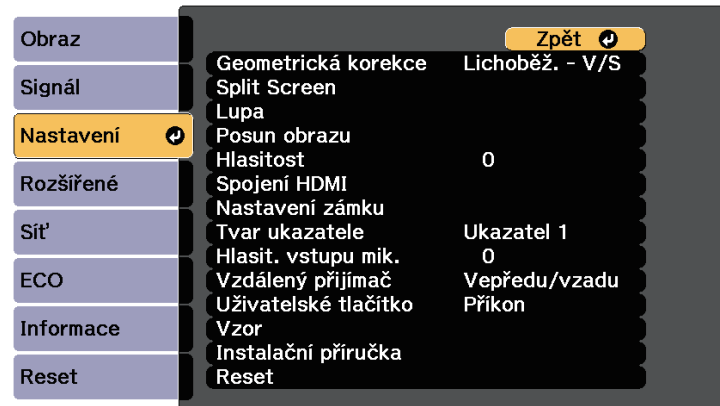 Obraz
Signál
Nastavení
Rozšířené
Síť
ECO
Informace
Reset
Zpět
Geometrická korekce Lichoběž. - V/S
Split Screen
Lupa
Posun obrazu
Hlasitost 0
Spojení HDMI
Nastavení zámku
Tvar ukazatele Ukazatel 1
Hlasit. vstupu mik. 0
Vzdálený přijímač Vepředu/vzadu
Uživatelské tlačítko Příkon
Vzor
Instalační příručka
Reset